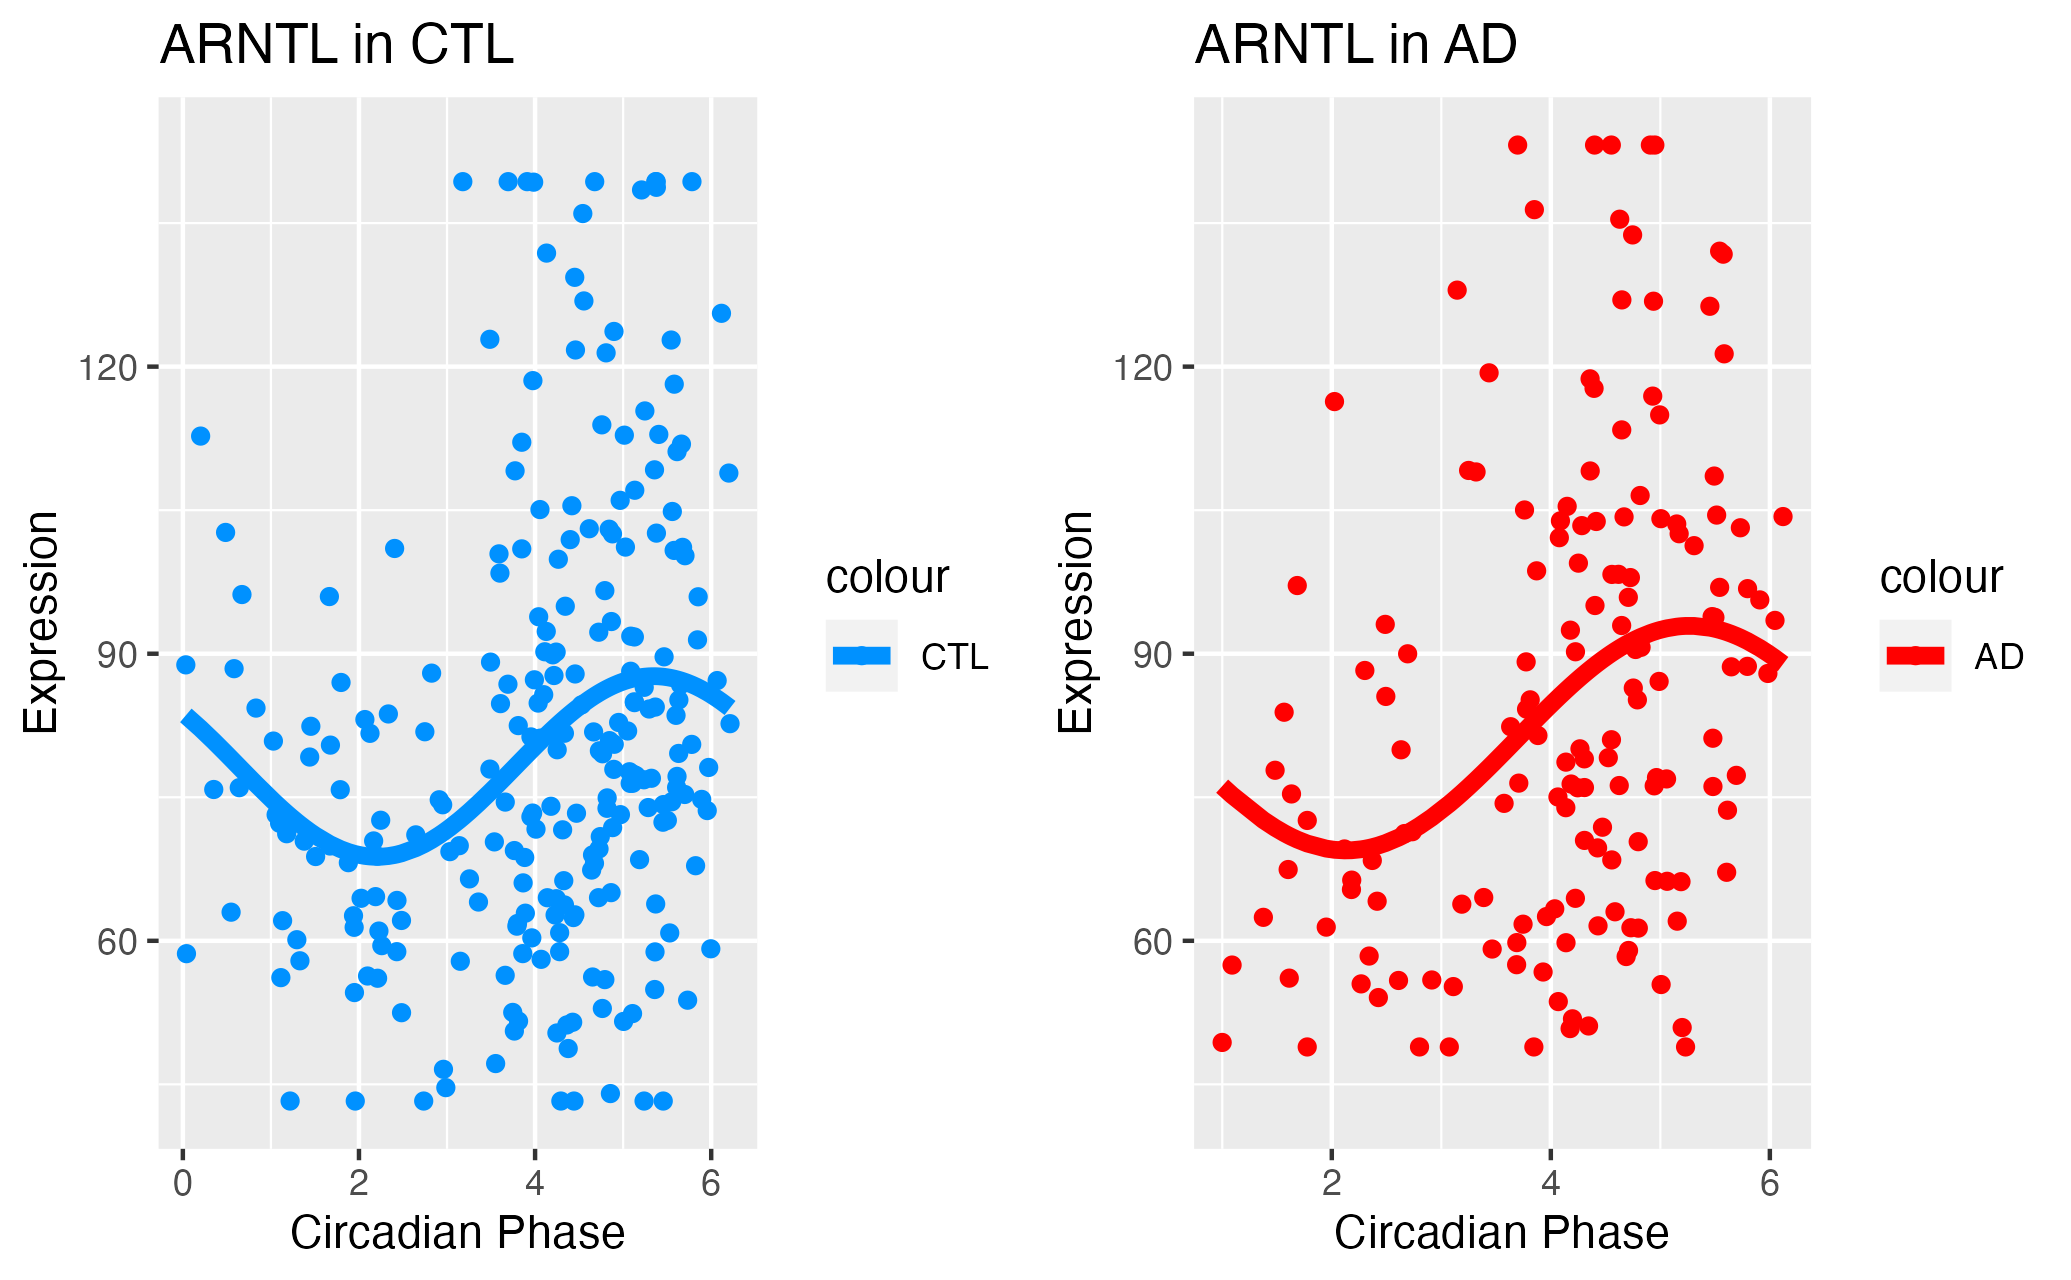 ARNTL in CTL
Expression
120
90
60
0 2 4 6
Circadian Phase
colour
CTL
ARNTL in AD
Expression
120
90
60
2 4 6
Circadian Phase
colour
AD